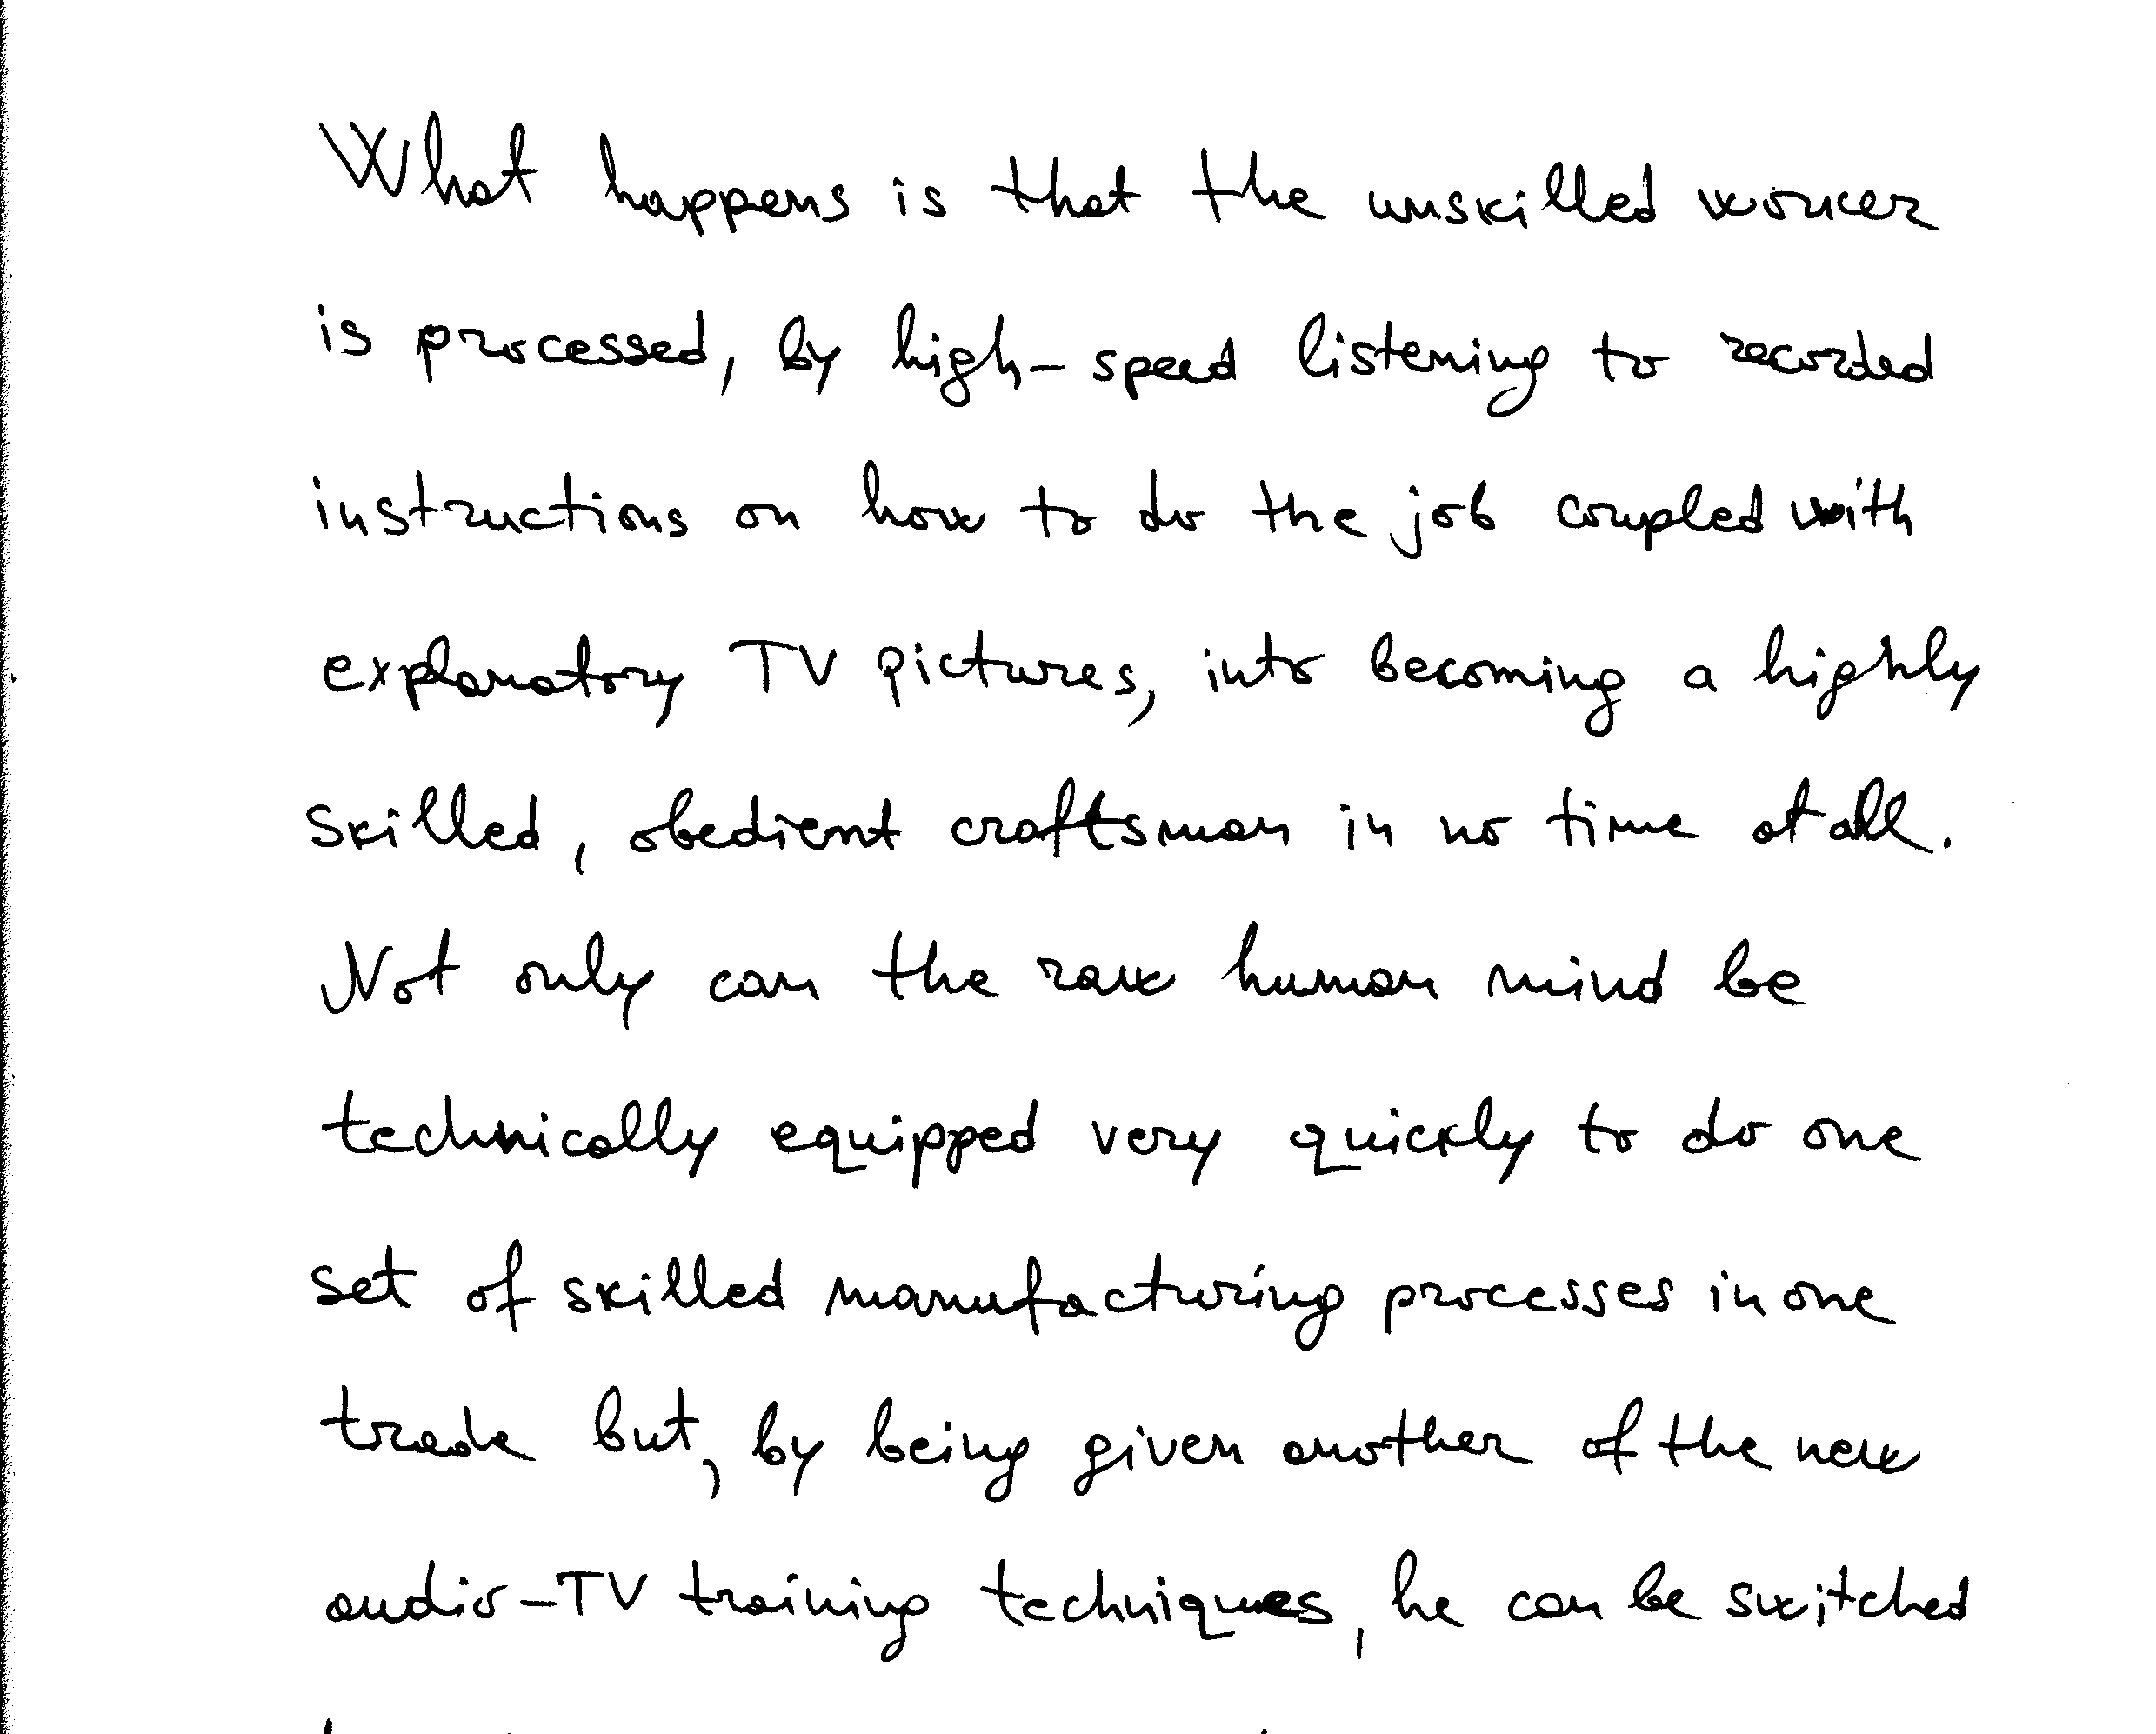 What happens is that the unskilled worker
is processed, by high-speed listening to recorded
instructions on how to do the job coupled with
explanatory TV pictures, into becoming a highly
skilled, obedient craftsman in no time at all.
Not only can the raw human mind be
technically equipped very quickly to do one
set of skilled manufacturing processes in one
trade but, by being given another of the new
audio-TV training techniques, he can be switched